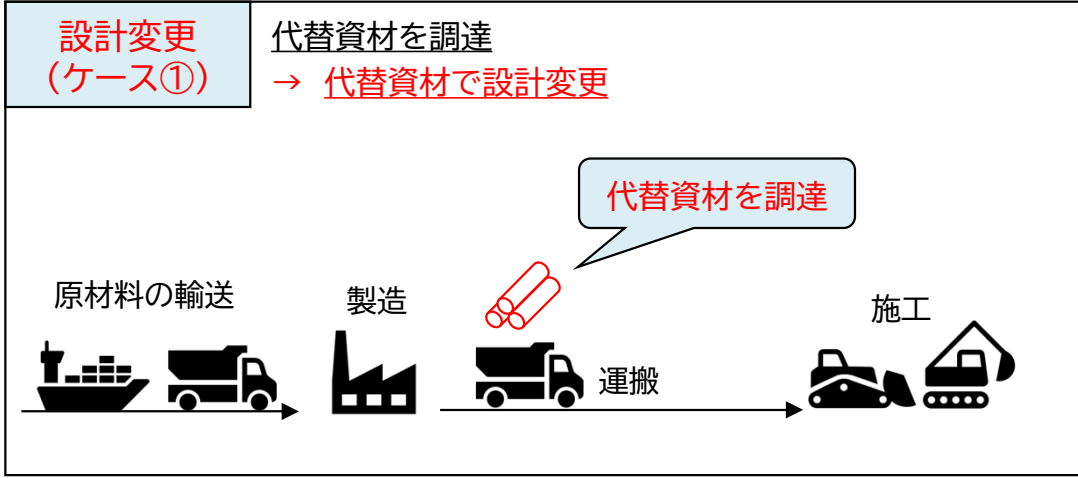 設計変更
（ケース①）
代替資材を調達
→ 代替資材で設計変更
代替資材を調達
原材料の輸送
製造
運搬
施工